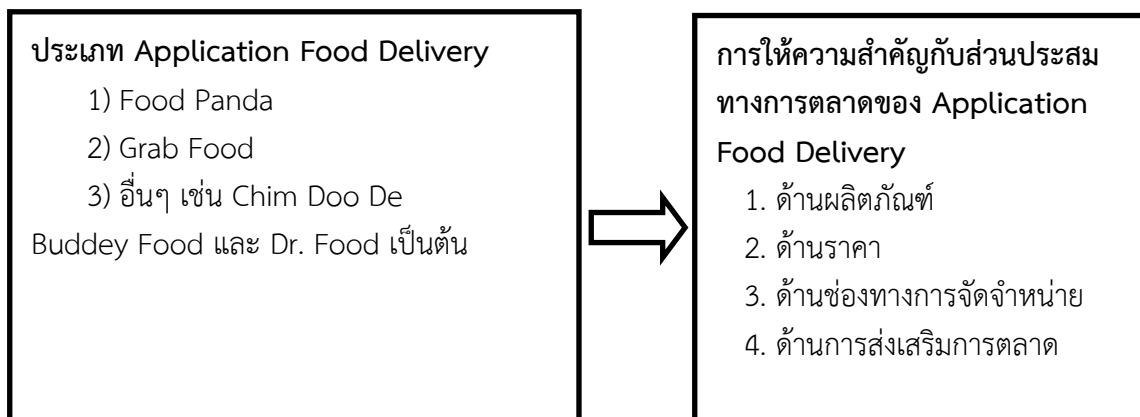 ประเภท Application Food Delivery
1) Food Panda
2) Grab Food
3) อื่นๆ เช่น Chim Doo De
Buddey Food และ Dr. Food เป็นต้น
การให้ความสำคัญกับส่วนประสม
ทางการตลาดของ Application
Food Delivery
1. ด้านผลิตภัณฑ์
2. ด้านราคา
3. ด้านช่องทางการจัดจำหน่าย
4. ด้านการส่งเสริมการตลาด